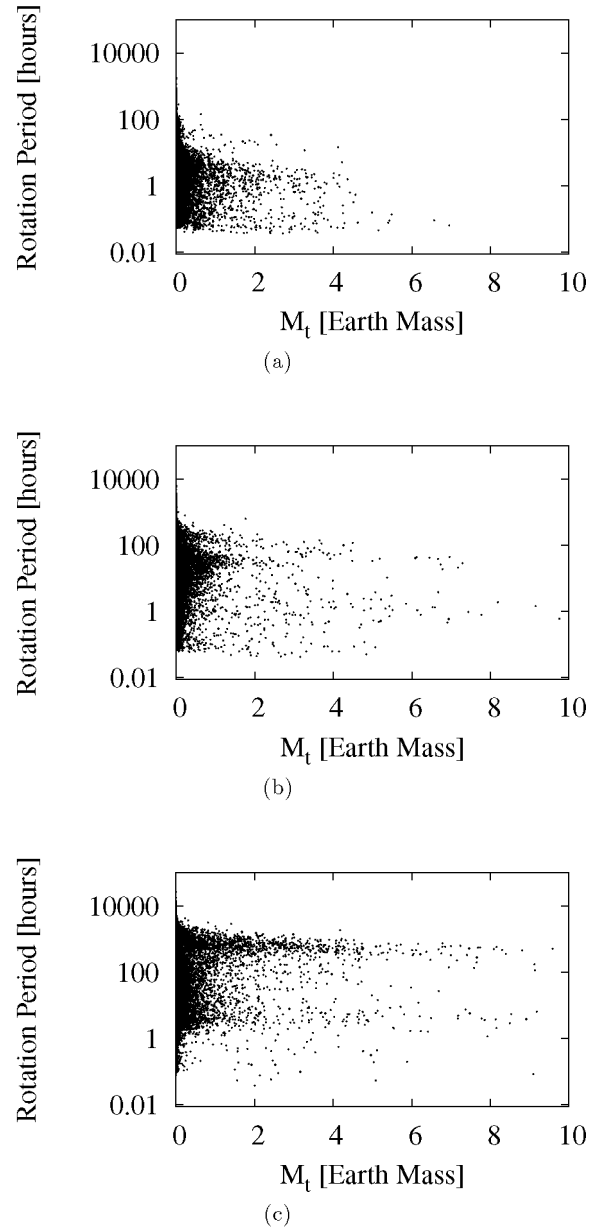 Rotation Period [hours]
10000
100
1
0.01
0 2 4 6 8 10
M_t [Earth Mass]
(a)
Rotation Period [hours]
10000
100
1
0.01
0 2 4 6 8 10
M_t [Earth Mass]
(b)
Rotation Period [hours]
10000
100
1
0.01
0 2 4 6 8 10
M_t [Earth Mass]
(c)